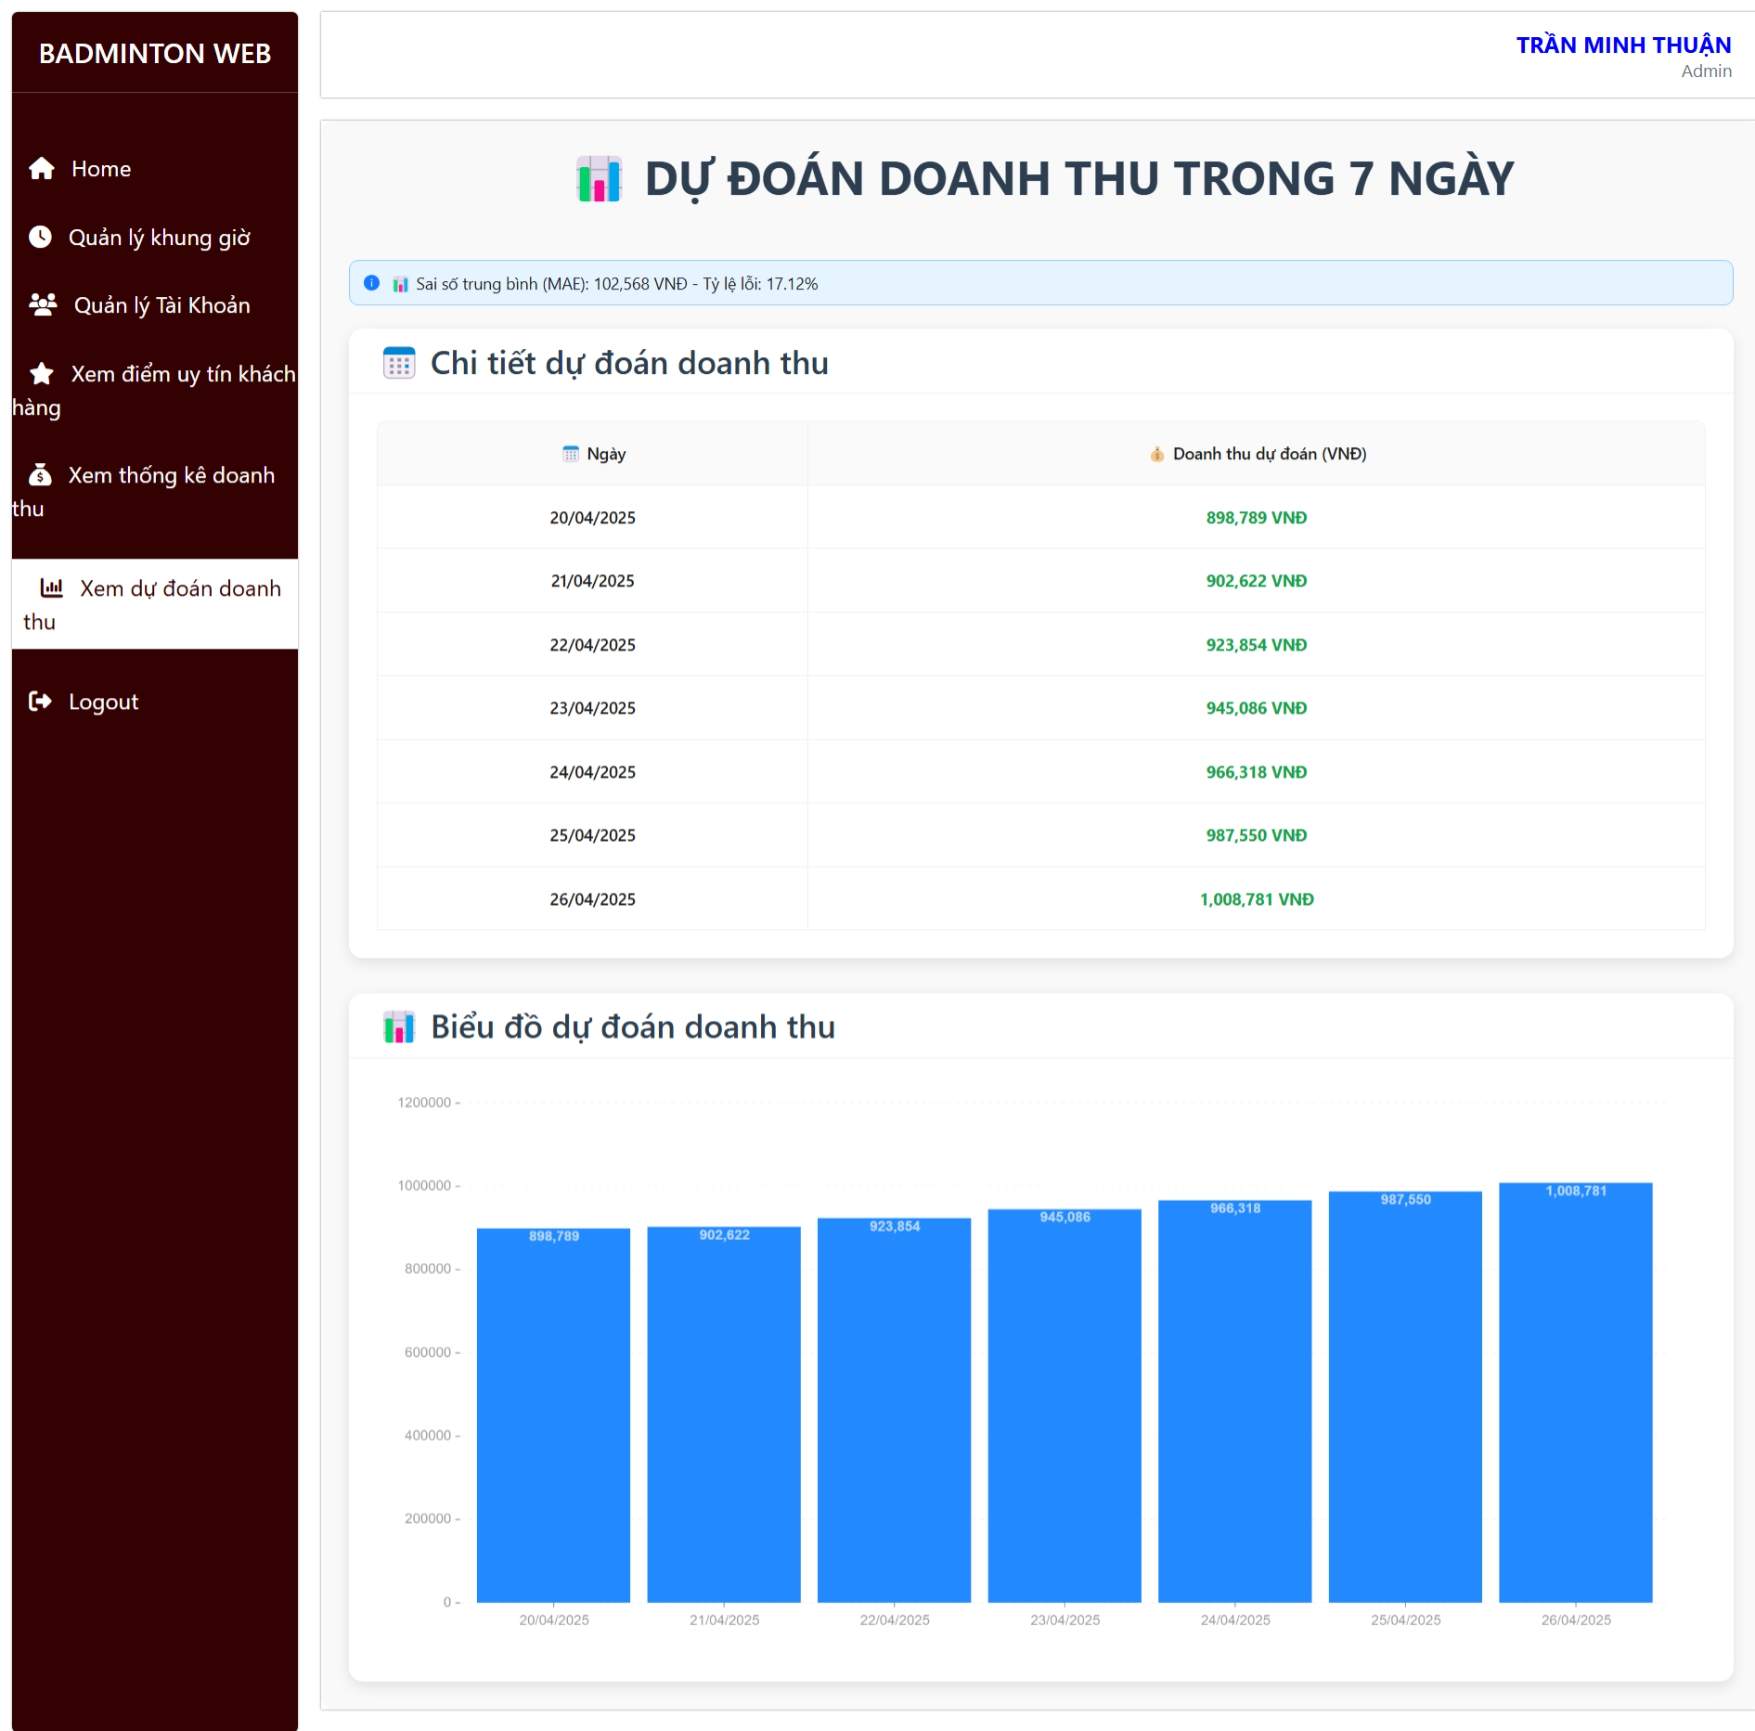 BADMINTON WEB
Home
Quản lý khung giờ
Quản lý Tài Khoản
Xem điểm uy tín khách
hàng
Xem thống kê doanh
thu
Xem dự đoán doanh
thu
Logout
TRẦN MINH THUẬN
Admin
DỰ ĐOÁN DOANH THU TRONG 7 NGÀY
Sai số trung bình (MAE): 102,568 VNĐ - Tỷ lệ lỗi: 17.12%
Chi tiết dự đoán doanh thu
Ngày Doanh thu dự đoán (VNĐ)
20/04/2025 898,789 VNĐ
21/04/2025 902,622 VNĐ
22/04/2025 923,854 VNĐ
23/04/2025 945,086 VNĐ
24/04/2025 966,318 VNĐ
25/04/2025 987,550 VNĐ
26/04/2025 1,008,781 VNĐ
Biểu đồ dự đoán doanh thu
1200000
1000000
800000
600000
400000
200000
0
898,789 902,622 923,854 945,086 966,318 987,550 1,008,781
20/04/2025 21/04/2025 22/04/2025 23/04/2025 24/04/2025 25/04/2025 26/04/2025